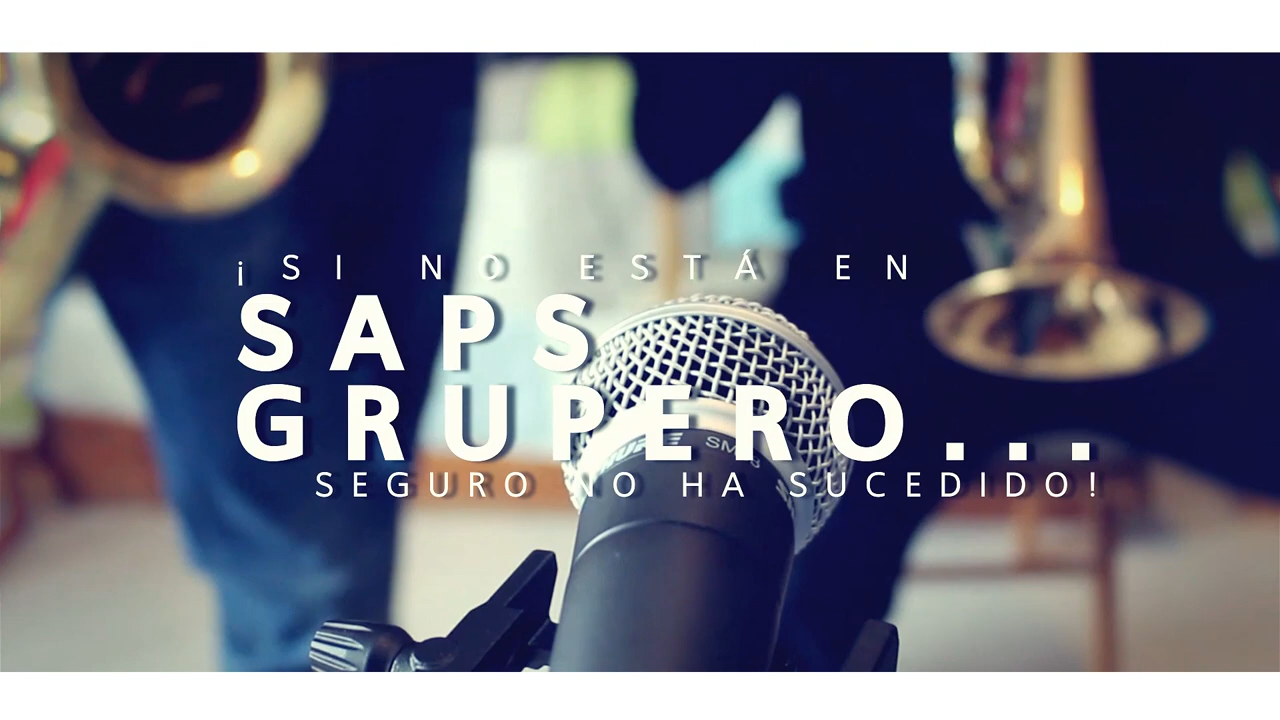 ¡SI NO ESTÁ EN
SAPS
GRUPERO...
SEGURO NO HA SUCEDIDO!